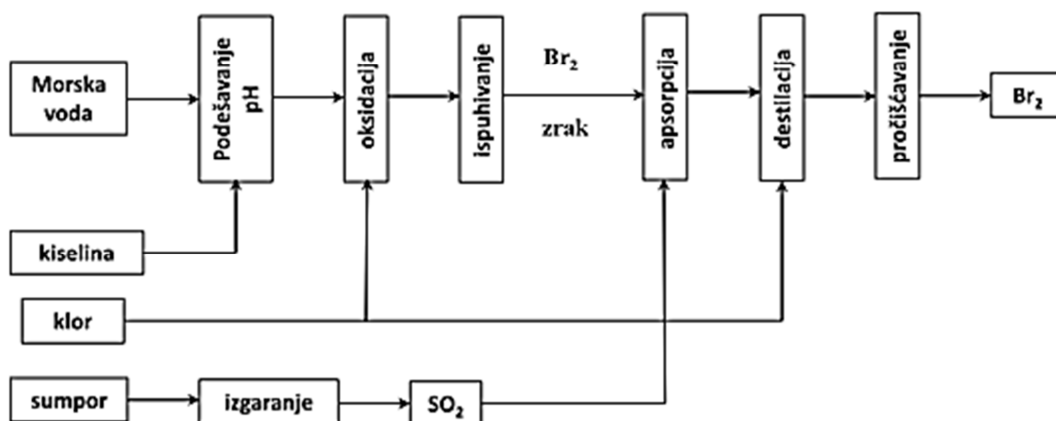 Morska
voda
Podešavanje
pH
oksidacija
ispuhivanje
Br₂
zrak
apsorpcija
destilacija
pročišćavanje
Br₂
kiselina
klor
sumpor
izgaranje
SO₂